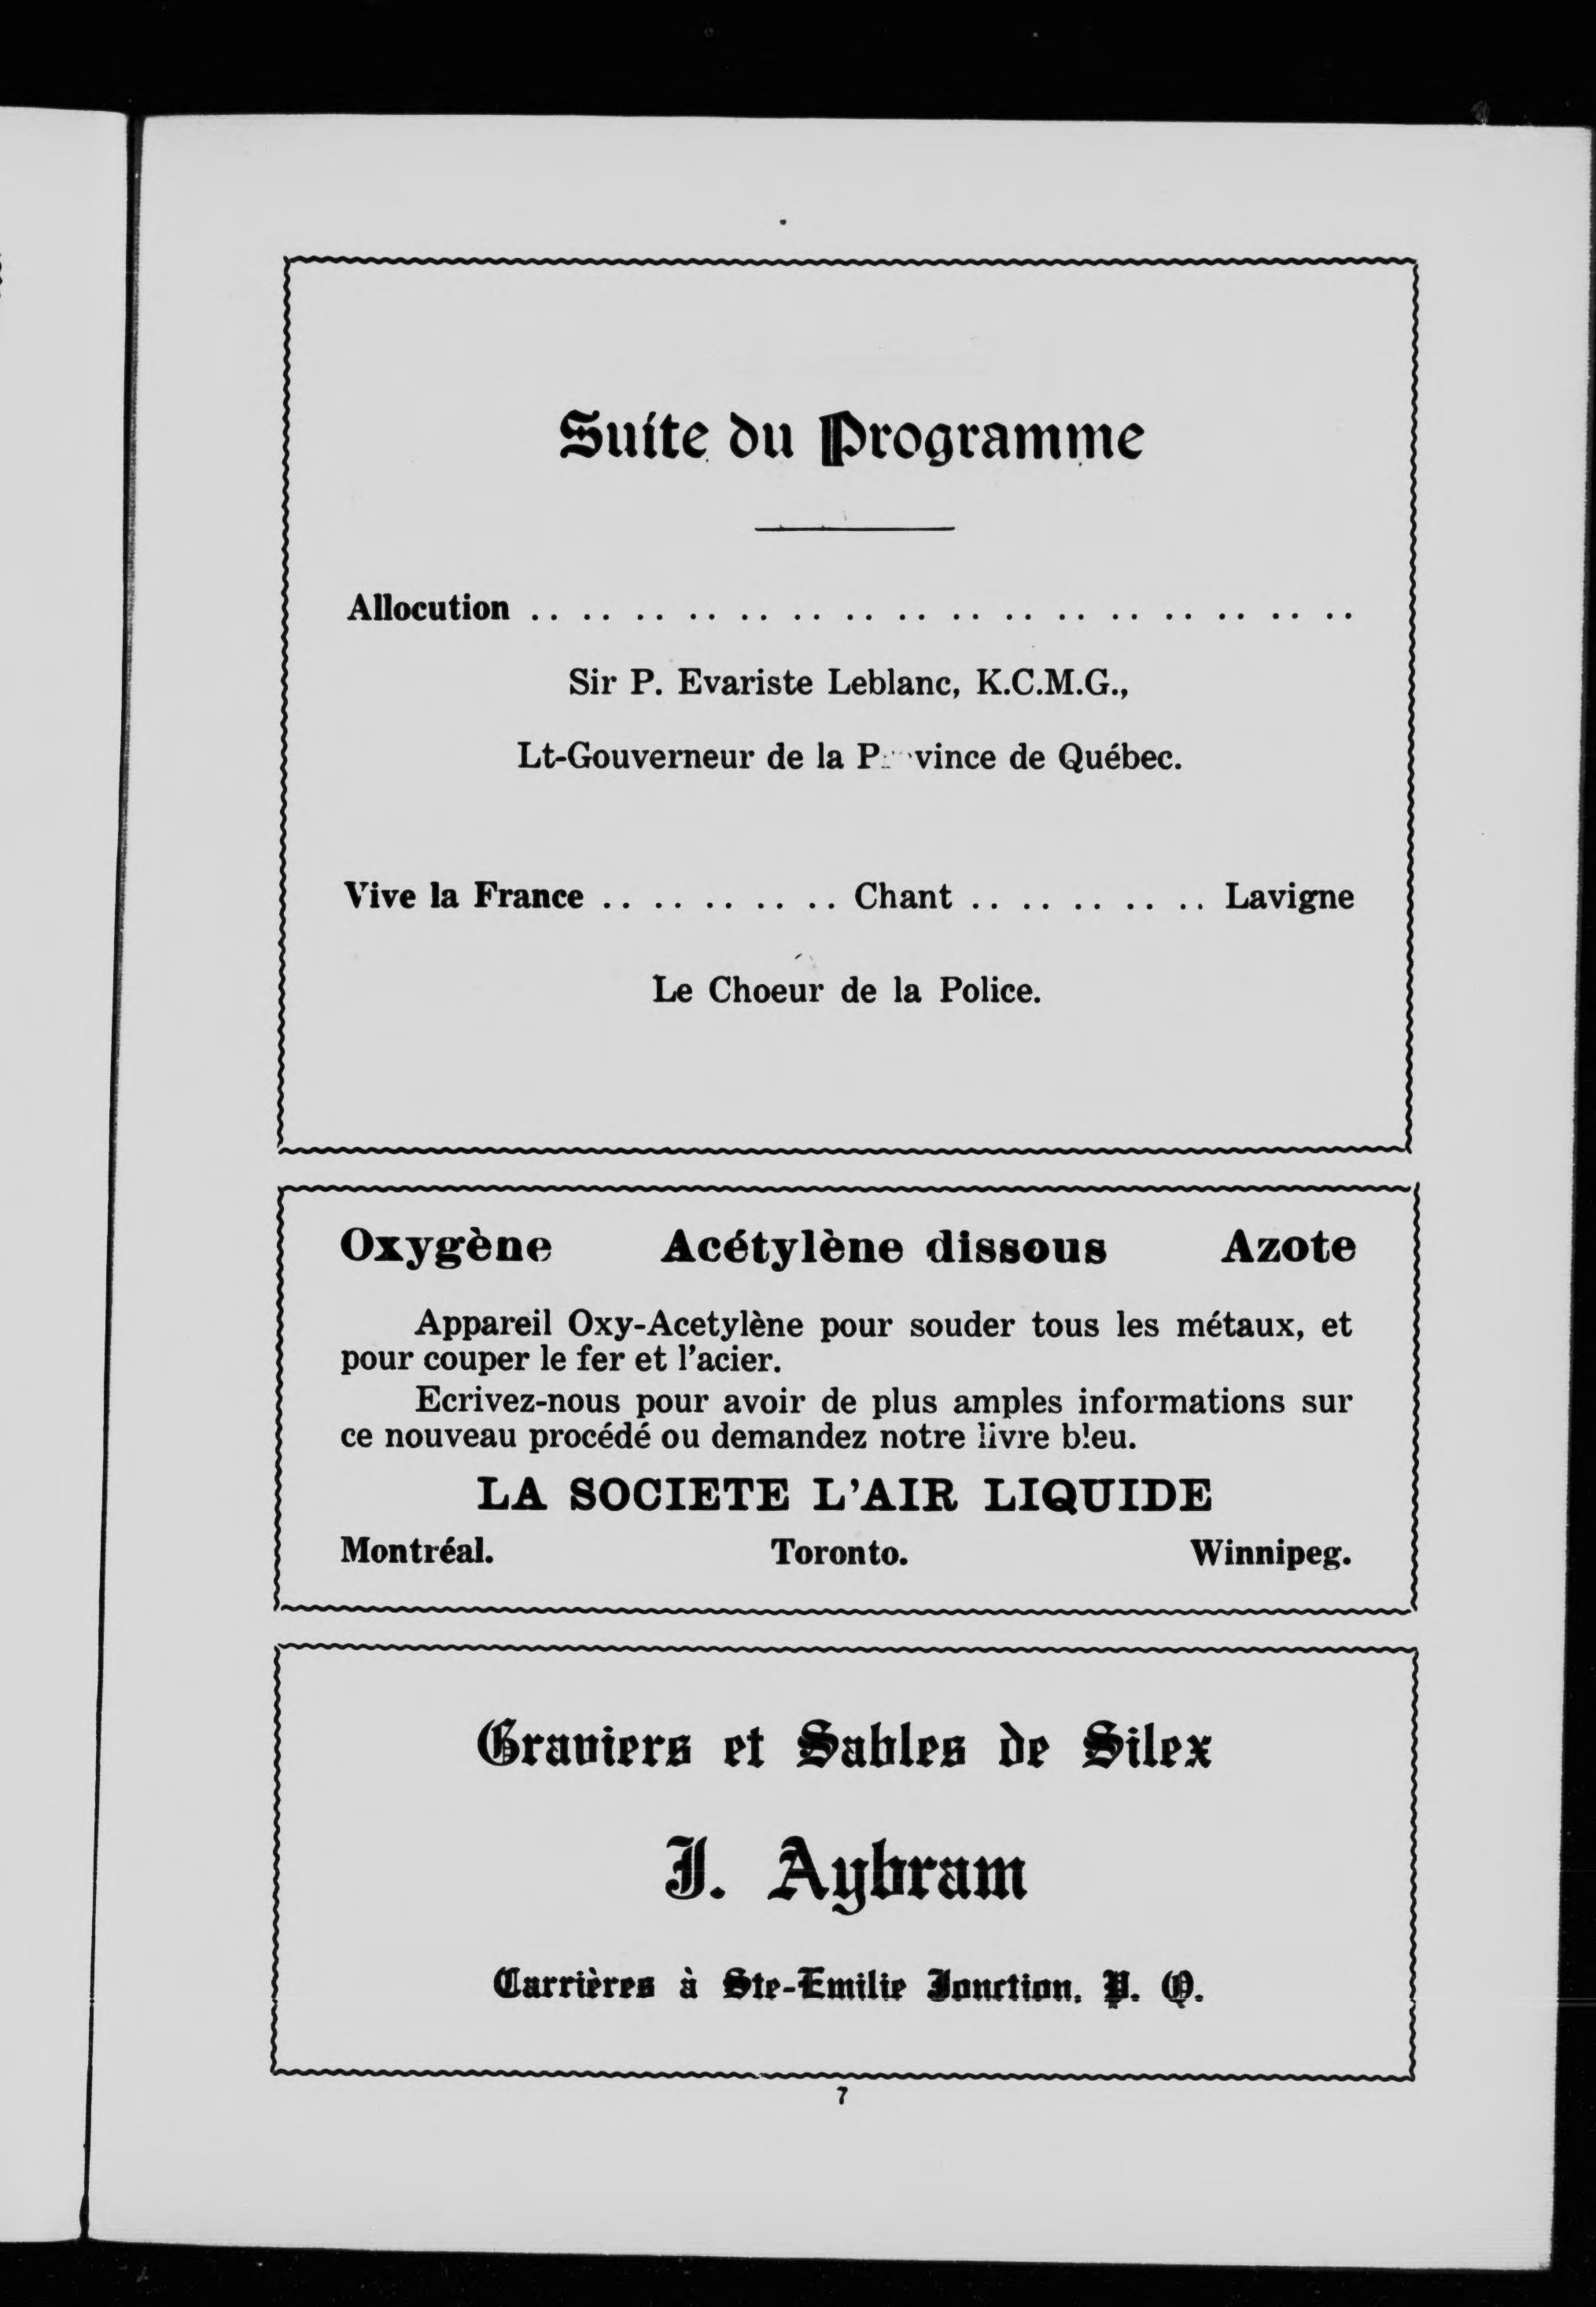 Suite du Programme
Allocution .. .. .. .. .. .. .. .. .. .. .. .. .. .. .. ..
Sir P. Evariste Leblanc, K.C.M.G.,
Lt-Gouverneur de la Province de Québec.
Vive la France .. .. .. .. .. Chant .. .. .. .. .. Lavigne
Le Choeur de la Police.
Oxygène Acétylène dissous Azote
Appareil Oxy-Acetylène pour souder tous les métaux, et
pour couper le fer et l'acier.
Ecrivez-nous pour avoir de plus amples informations sur
ce nouveau procédé ou demandez notre livre bleu.
LA SOCIETE L'AIR LIQUIDE
Montréal. Toronto. Winnipeg.
Graviers et Sables de Silex
J. Aybram
Carrières à Ste-Emilie Jonction. P. Q.
7